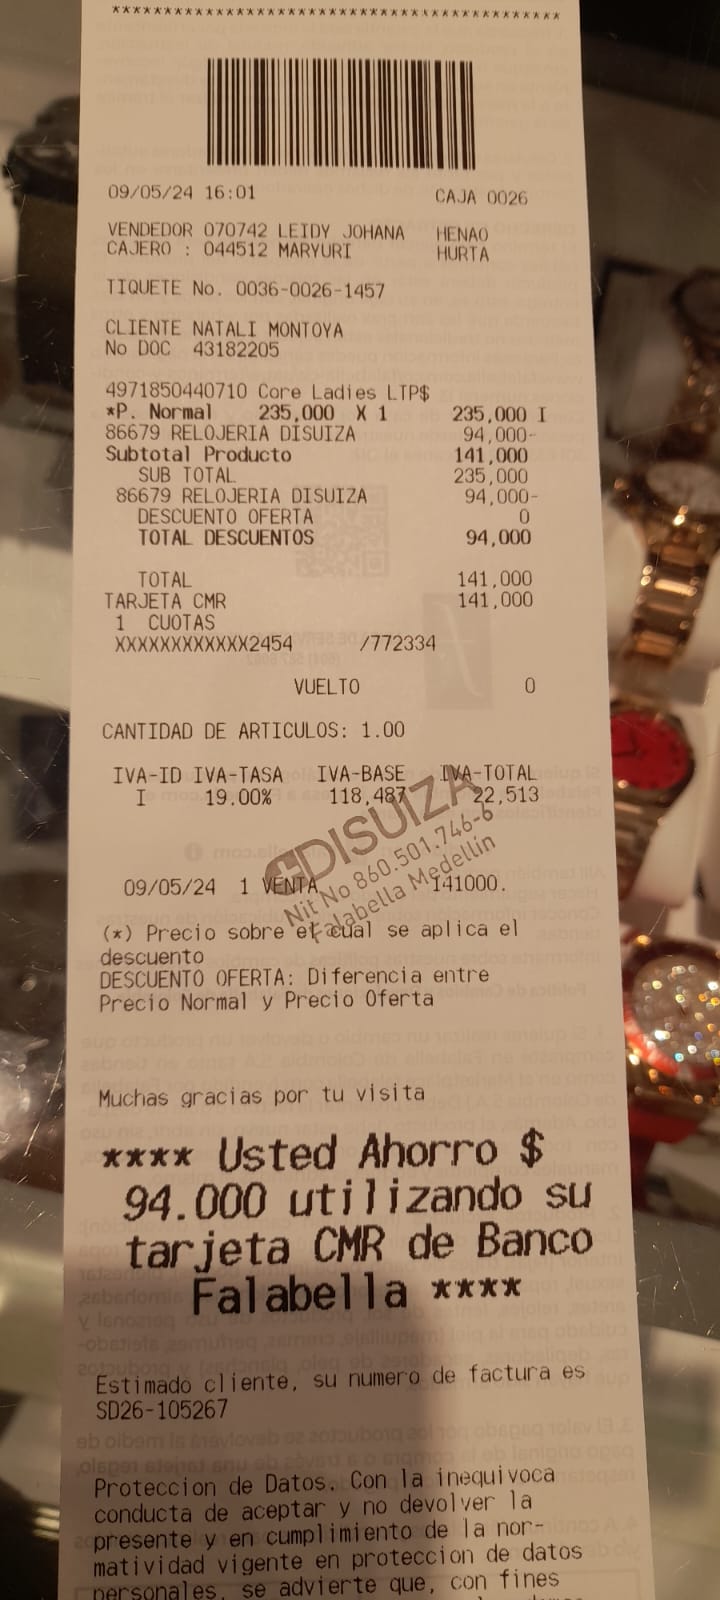 ************************************************
09/05/24 16:01 CAJA 0026
VENDEDOR 070742 LEIDY JOHANA HENAO
CAJERO : 044512 MARYURI HURTA
TIQUETE No. 0036-0026-1457
CLIENTE NATALI MONTOYA
No DOC 43182205
4971850440710 Core Ladies LTP$
*P. Normal 235,000 X 1 235,000 I
86679 RELOJERIA DISUIZA 94,000-
Subtotal Producto 141,000
SUB TOTAL 235,000
86679 RELOJERIA DISUIZA 94,000-
DESCUENTO OFERTA 0
TOTAL DESCUENTOS 94,000
TOTAL 141,000
TARJETA CMR 141,000
1 CUOTAS
XXXXXXXXXXXX2454 /772334
VUELTO 0
CANTIDAD DE ARTICULOS: 1.00
IVA-ID IVA-TASA IVA-BASE IVA-TOTAL
I 19.00% 118,487 22,513
DISUIZA
Nit No 860.501.746-6
Falabella Medellín
09/05/24 1 VENTA 141000.
(*) Precio sobre el cual se aplica el
descuento
DESCUENTO OFERTA: Diferencia entre
Precio Normal y Precio Oferta
Muchas gracias por tu visita
**** Usted Ahorro $
94.000 utilizando su
tarjeta CMR de Banco
Falabella ****
Estimado cliente, su numero de factura es
SD26-105267
Proteccion de Datos. Con la inequivoca
conducta de aceptar y no devolver la
presente y en cumplimiento de la nor-
matividad vigente en proteccion de datos
personales, se advierte que, con fines